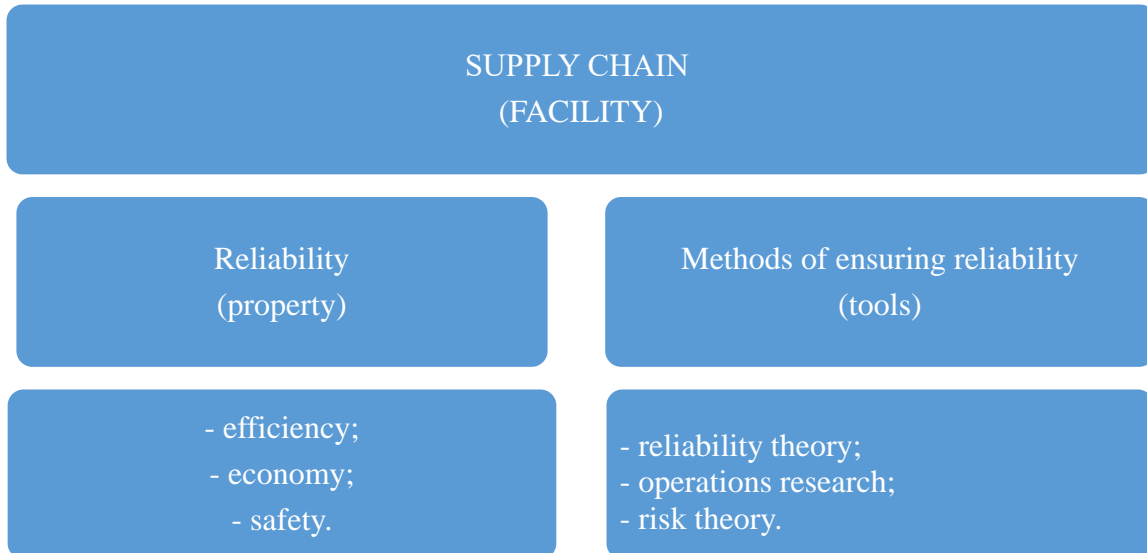 SUPPLY CHAIN
(FACILITY)
Reliability
(property)
Methods of ensuring reliability
(tools)
- efficiency;
- economy;
- safety.
- reliability theory;
- operations research;
- risk theory.